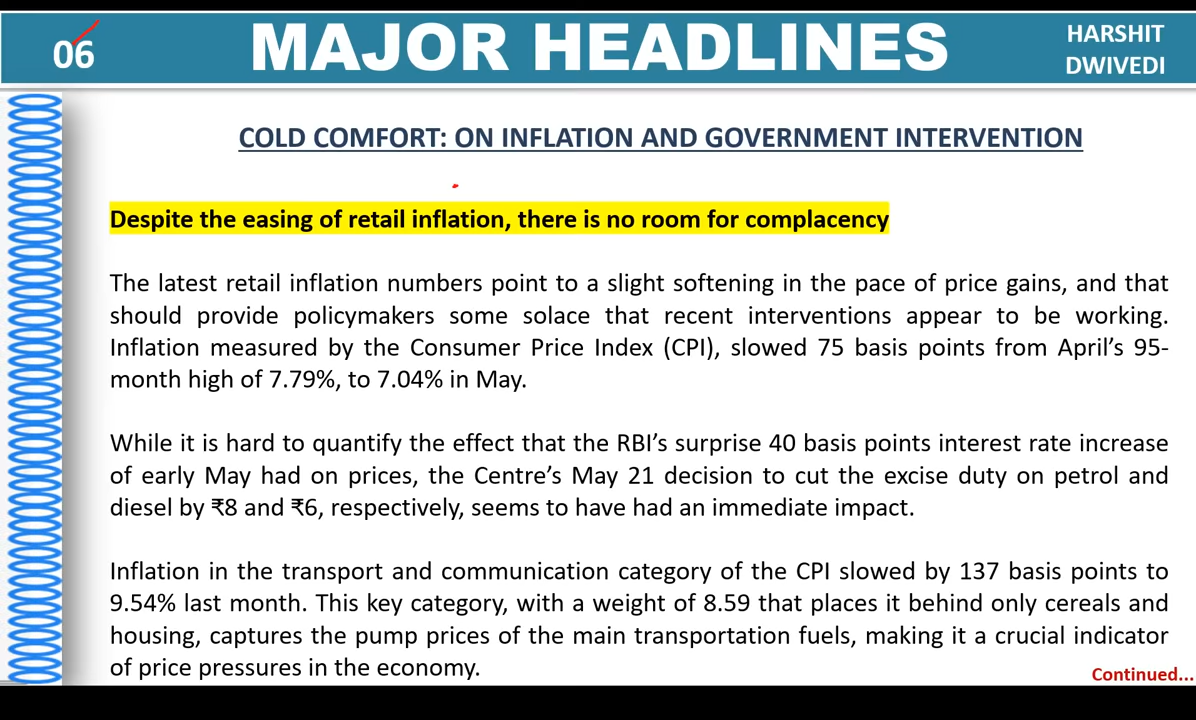 06
MAJOR HEADLINES
HARSHIT
DWIVEDI
COLD COMFORT: ON INFLATION AND GOVERNMENT INTERVENTION
Despite the easing of retail inflation, there is no room for complacency
The latest retail inflation numbers point to a slight softening in the pace of price gains, and that
should provide policymakers some solace that recent interventions appear to be working.
Inflation measured by the Consumer Price Index (CPI), slowed 75 basis points from April's 95-
month high of 7.79%, to 7.04% in May.
While it is hard to quantify the effect that the RBI's surprise 40 basis points interest rate increase
of early May had on prices, the Centre's May 21 decision to cut the excise duty on petrol and
diesel by ₹8 and ₹6, respectively, seems to have had an immediate impact.
Inflation in the transport and communication category of the CPI slowed by 137 basis points to
9.54% last month. This key category, with a weight of 8.59 that places it behind only cereals and
housing, captures the pump prices of the main transportation fuels, making it a crucial indicator
of price pressures in the economy.
Continued...